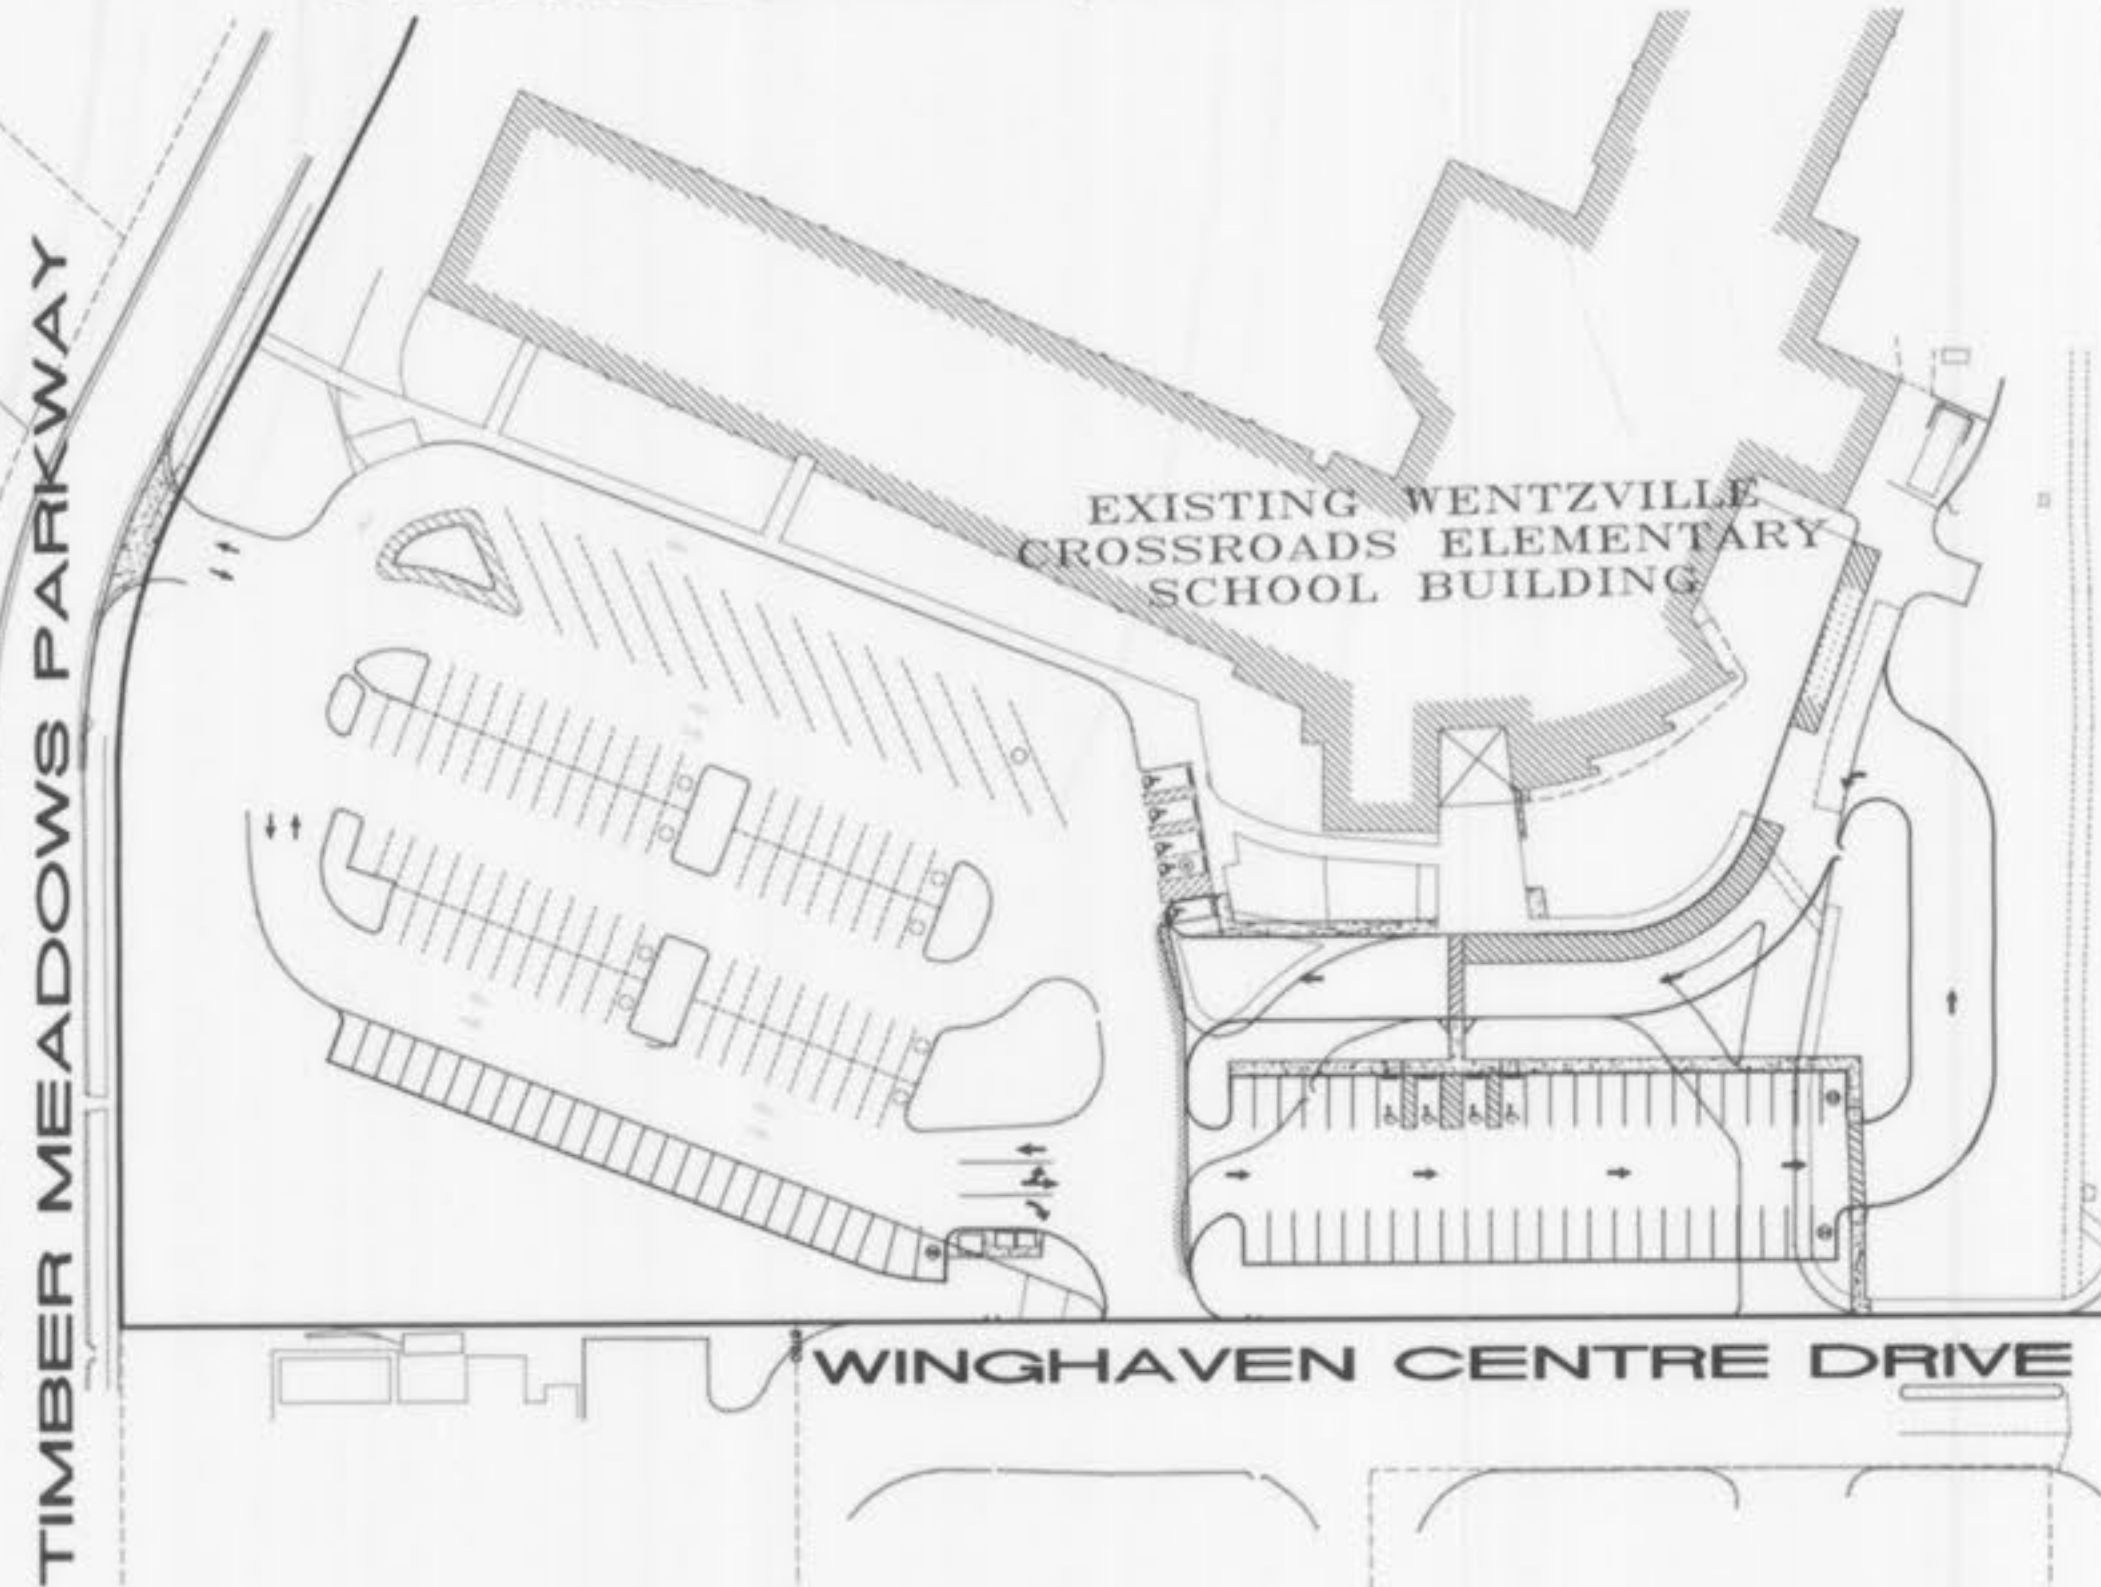 TIMBER MEADOWS PARKWAY
EXISTING WENTZVILLE
CROSSROADS ELEMENTARY
SCHOOL BUILDING
WINGHAVEN CENTRE DRIVE